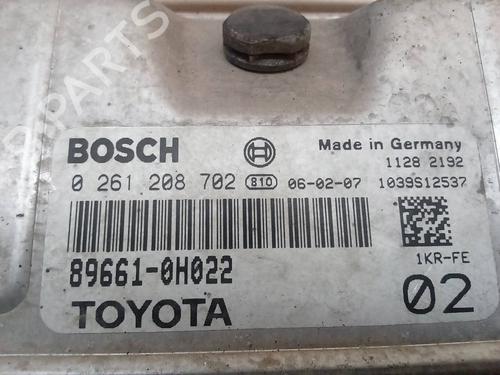 PARTS
BOSCH
Made in Germany
1128 2192
0 261 208 702 810 06-02-07 1039S12537
89661-0H022
1KR-FE
TOYOTA
02